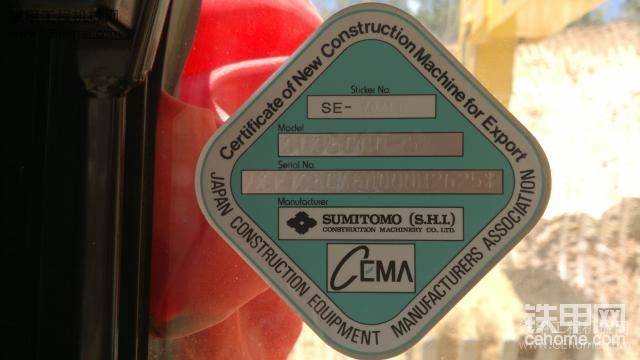 Certificate of New Construction Machine for Export
Sticker No.
SE-
Model
Serial No.
Manufacturer
SUMITOMO (S.H.I.)
CONSTRUCTION MACHINERY CO., LTD.
CEMA
JAPAN CONSTRUCTION EQUIPMENT MANUFACTURERS ASSOCIATION
铁甲网
cehome.com